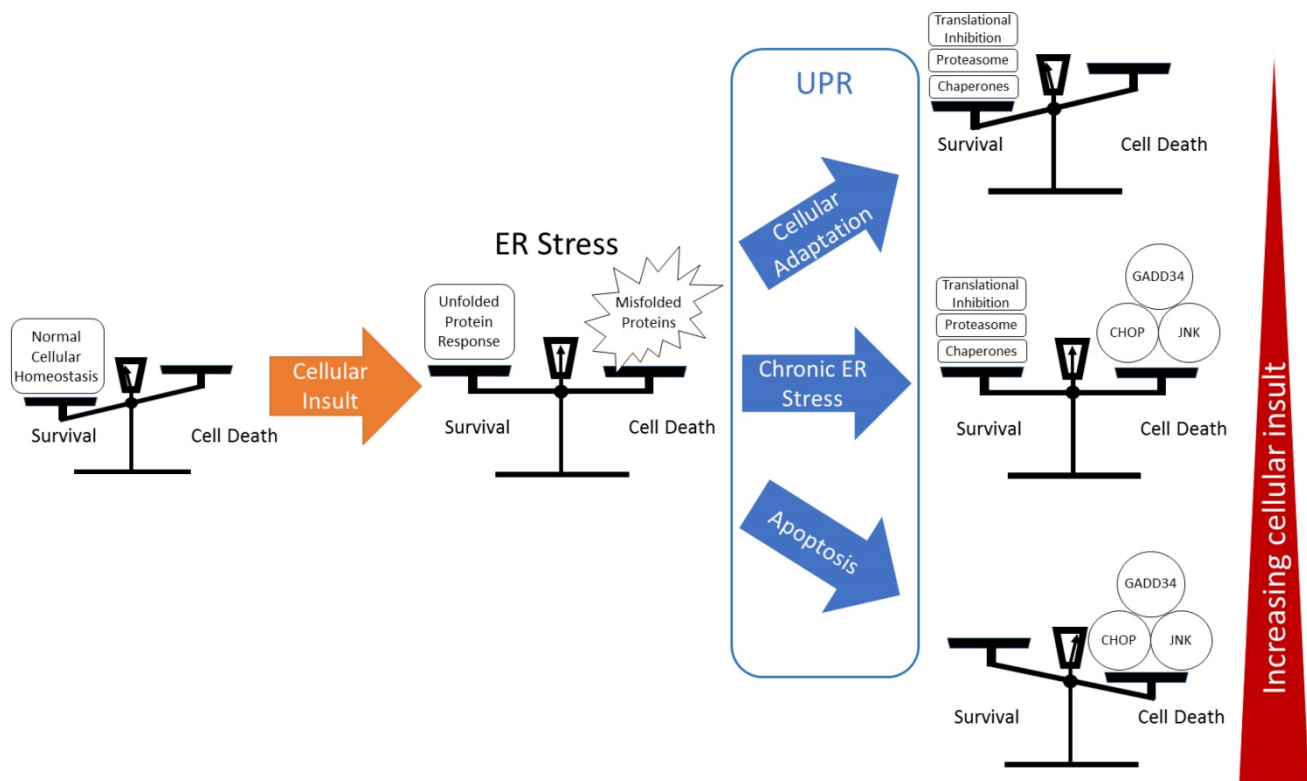 Normal
Cellular
Homeostasis
Survival
Cell Death
Cellular
Insult
ER Stress
Unfolded
Protein
Response
Misfolded
Proteins
Survival
Cell Death
UPR
Cellular
Adaptation
Chronic ER
Stress
Apoptosis
Translational
Inhibition
Proteasome
Chaperones
Survival
Cell Death
Translational
Inhibition
Proteasome
Chaperones
GADD34
CHOP
JNK
Survival
Cell Death
GADD34
CHOP
JNK
Survival
Cell Death
Increasing cellular insult